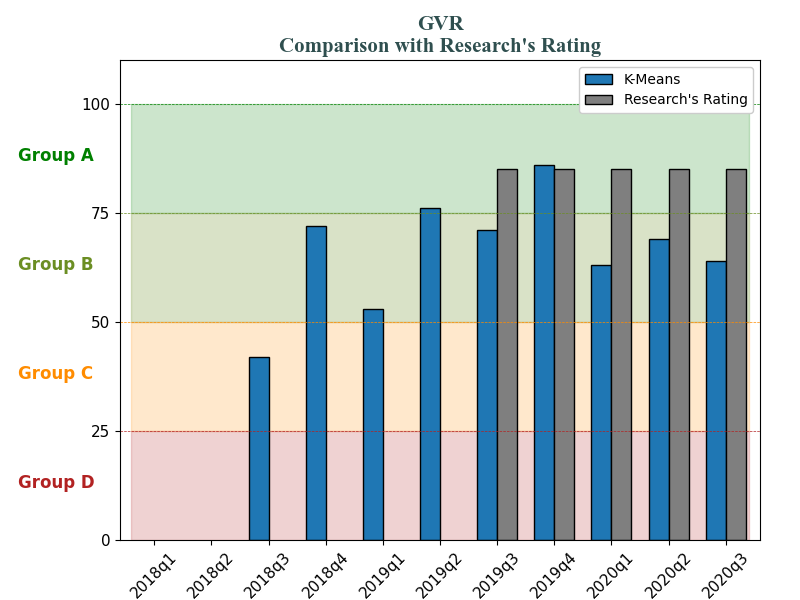 GVR
Comparison with Research's Rating
K-Means
Research's Rating
100
Group A
75
Group B
50
Group C
25
Group D
0
2018q1
2018q2
2018q3
2018q4
2019q1
2019q2
2019q3
2019q4
2020q1
2020q2
2020q3